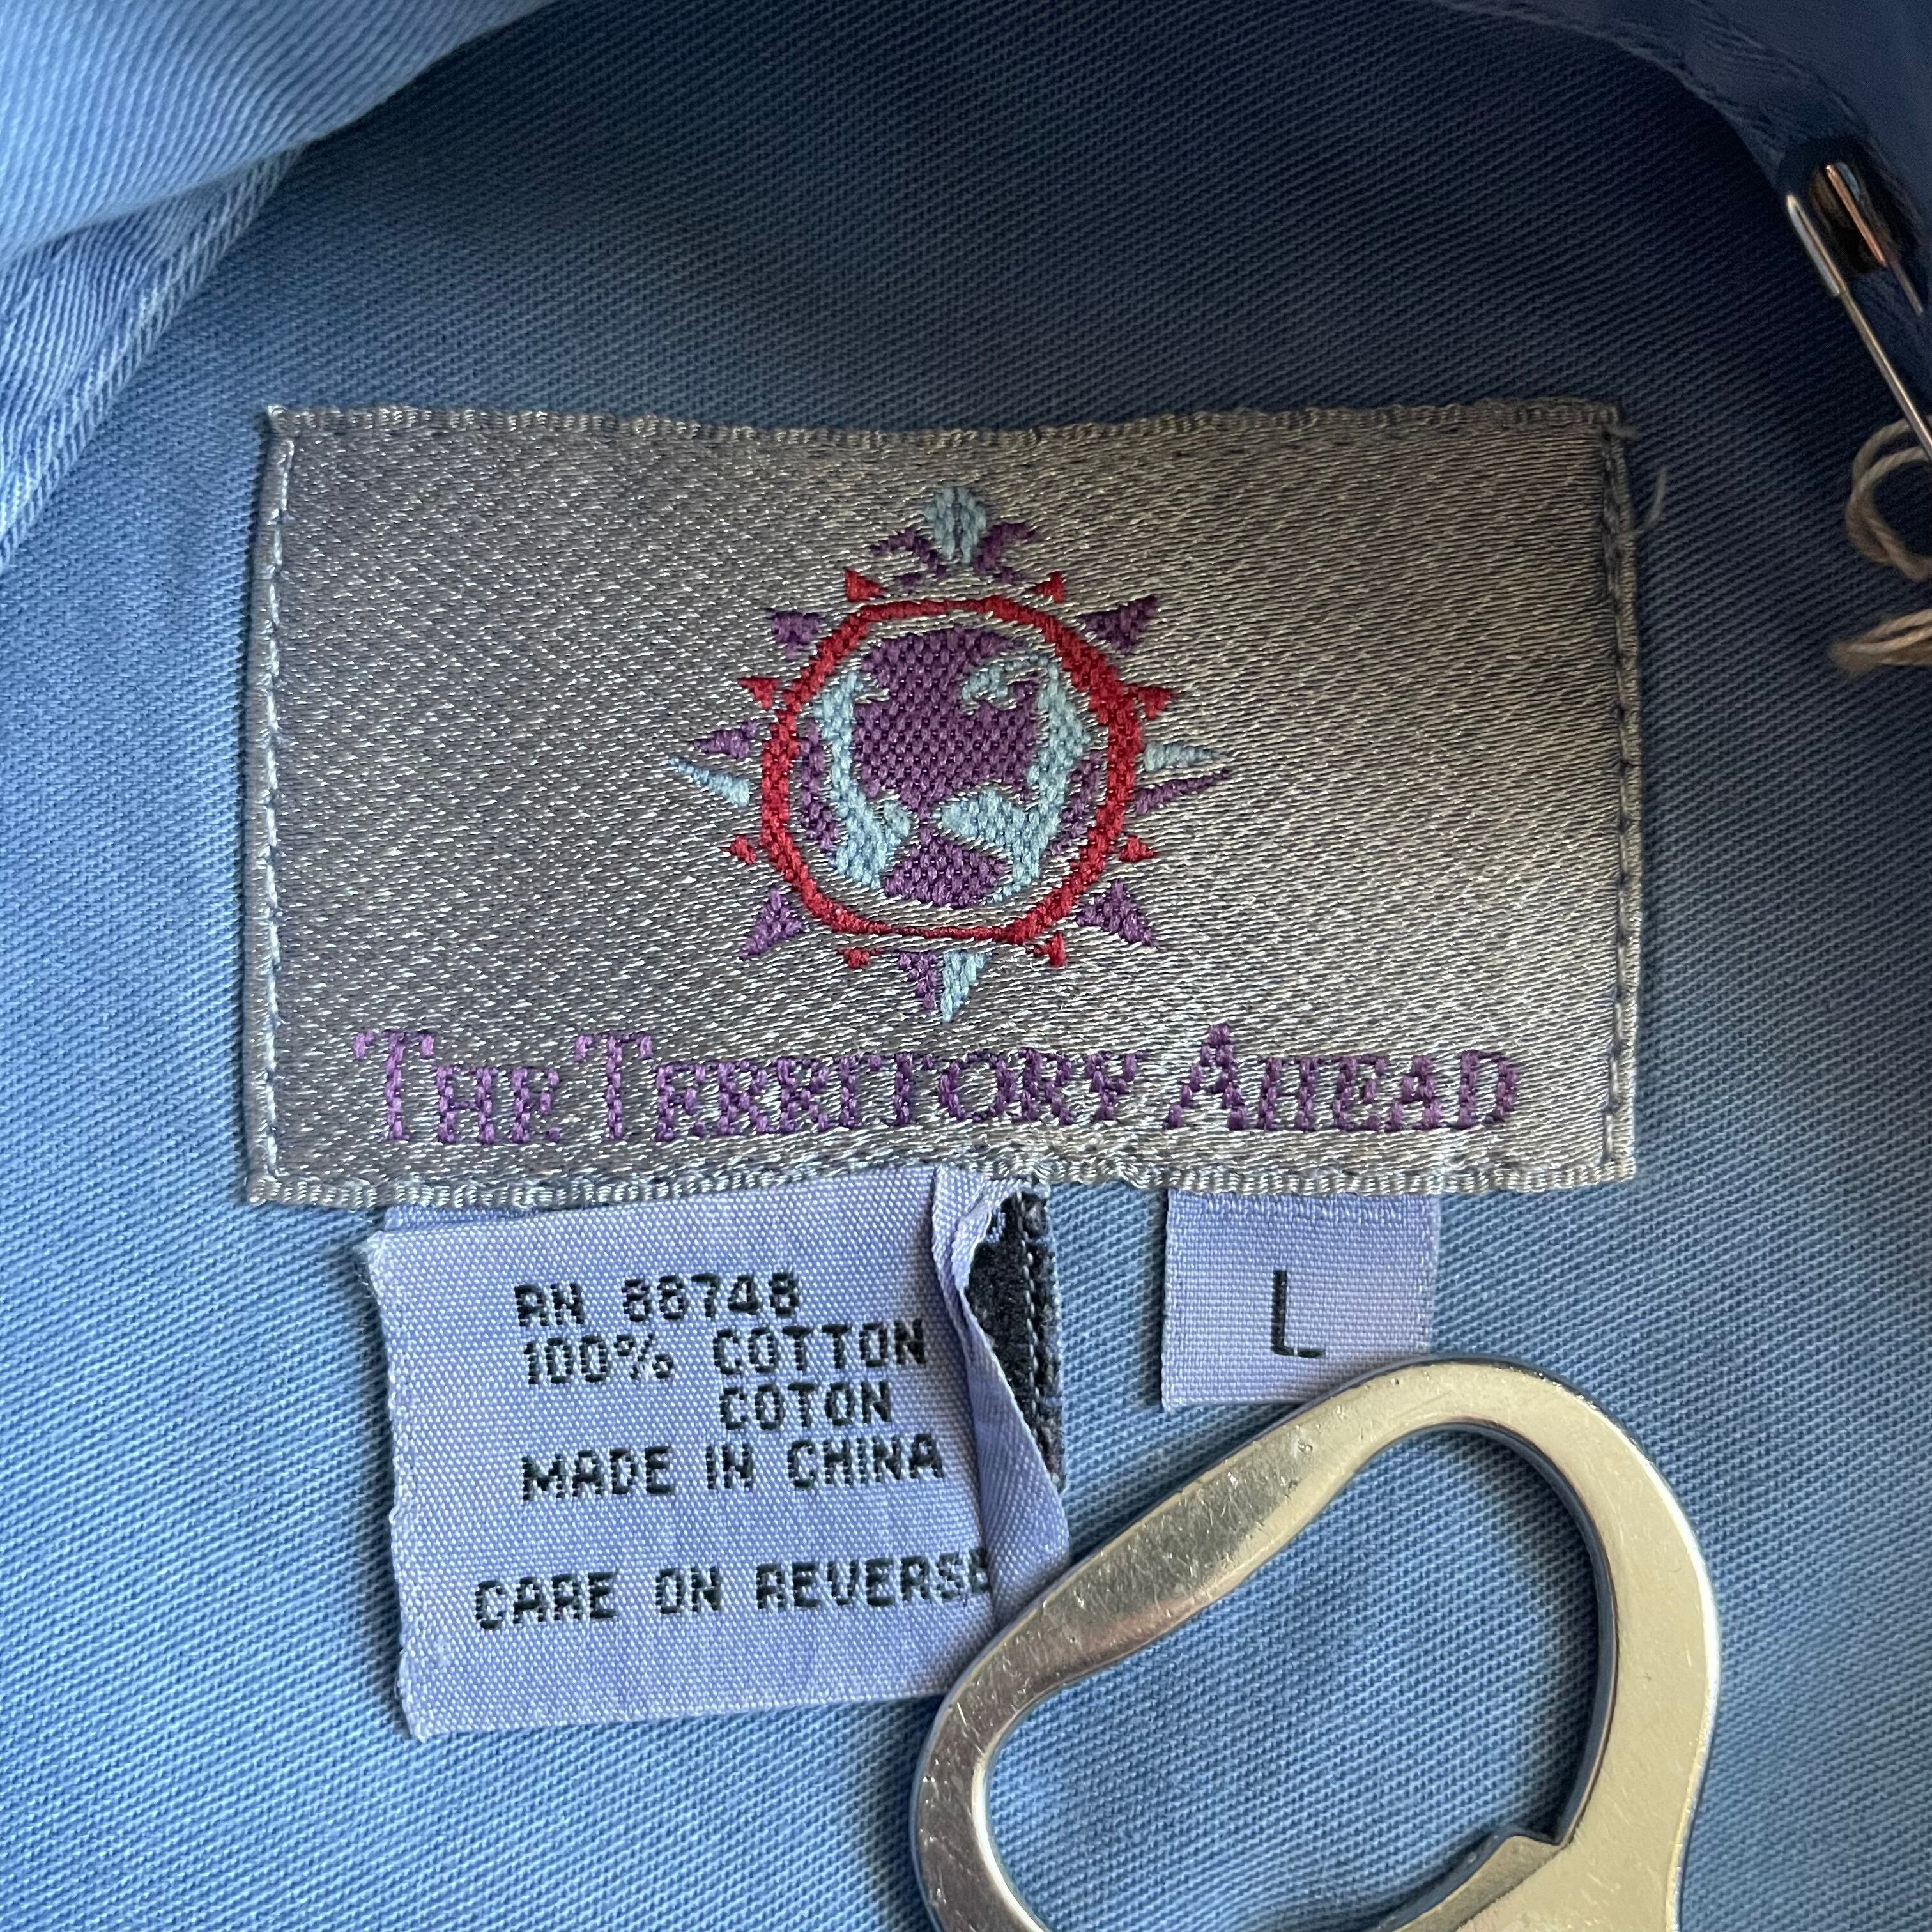 THE TERRITORY AHEAD
RN 88748
100% COTTON
COTON
MADE IN CHINA
CARE ON REVERSE
L